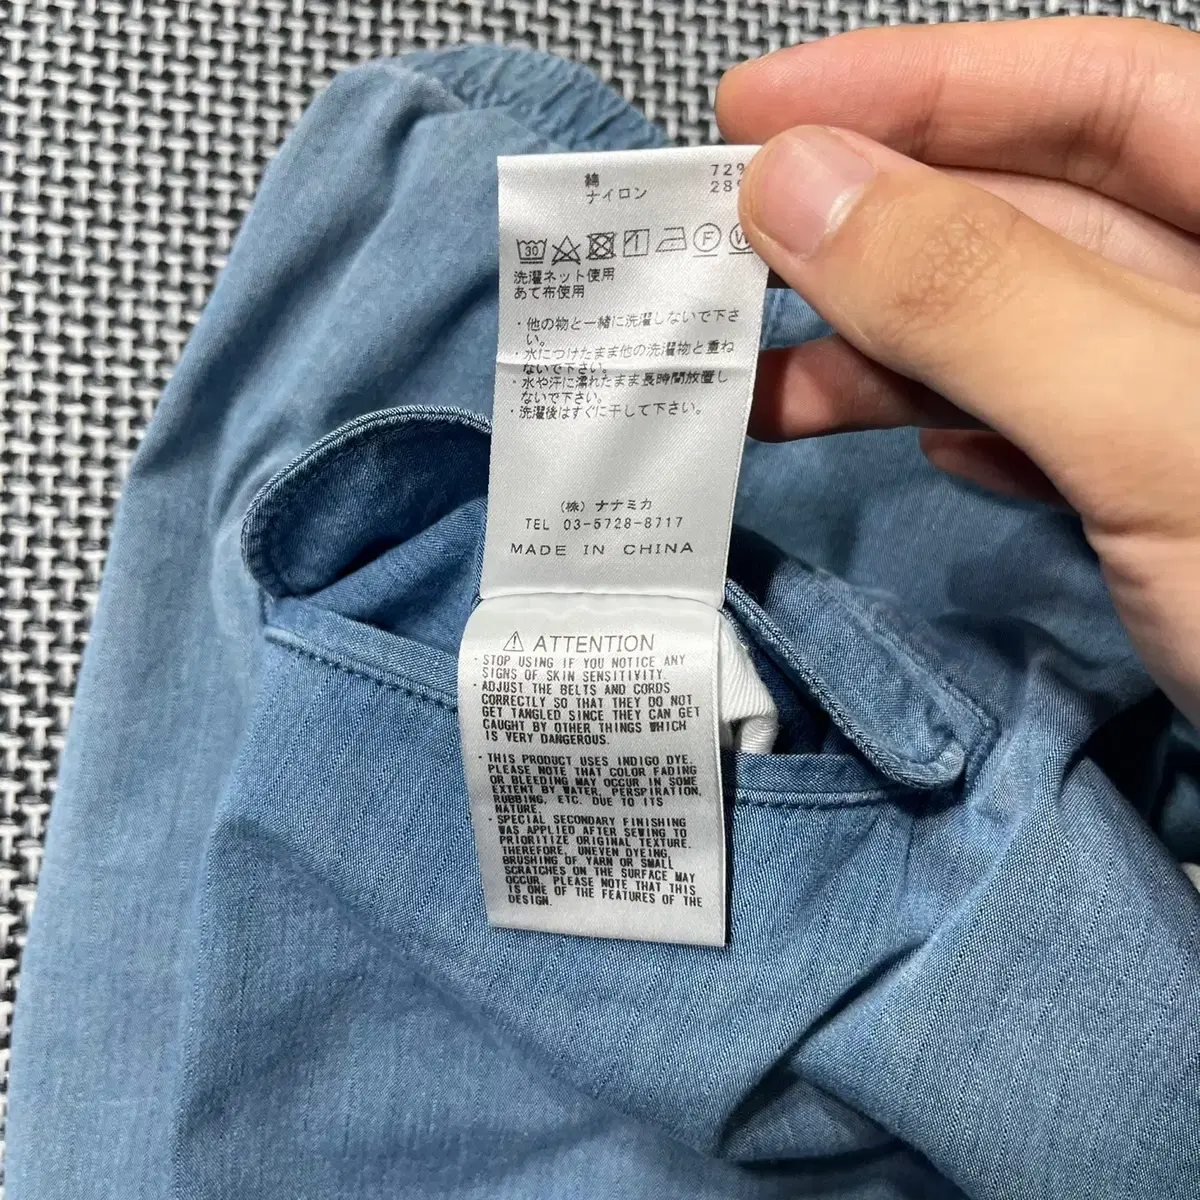 綿 72%
ナイロン 28%
30 F W
洗濯ネット使用
あて布使用
・他の物と一緒に洗濯しないで下さ
い。
・水につけたまま他の洗濯物と重ね
ないで下さい。
・水や汗に濡れたまま長時間放置し
ないで下さい。
・洗濯後はすぐに干して下さい。
(株) ナナミカ
TEL 03-5728-8717
MADE IN CHINA
⚠ ATTENTION
・STOP USING IF YOU NOTICE ANY
SIGNS OF SKIN SENSITIVITY.
・ADJUST THE BELTS AND CORDS
CORRECTLY SO THAT THEY DO NOT
GET TANGLED SINCE THEY CAN GET
CAUGHT BY OTHER THINGS WHICH
IS VERY DANGEROUS.
・THIS PRODUCT USES INDIGO DYE.
PLEASE NOTE THAT COLOR FADING
OR BLEEDING MAY OCCUR IN SOME
EXTENT BY WATER, PERSPIRATION,
RUBBING, ETC. DUE TO ITS
NATURE.
・SPECIAL SECONDARY FINISHING
WAS APPLIED AFTER SEWING TO
PRIORITIZE ORIGINAL TEXTURE.
THEREFORE, UNEVEN DYEING,
BRUSHING OF YARN OR SMALL
SCRATCHES ON THE SURFACE MAY
OCCUR. PLEASE NOTE THAT THIS
IS ONE OF THE FEATURES OF THE
DESIGN.